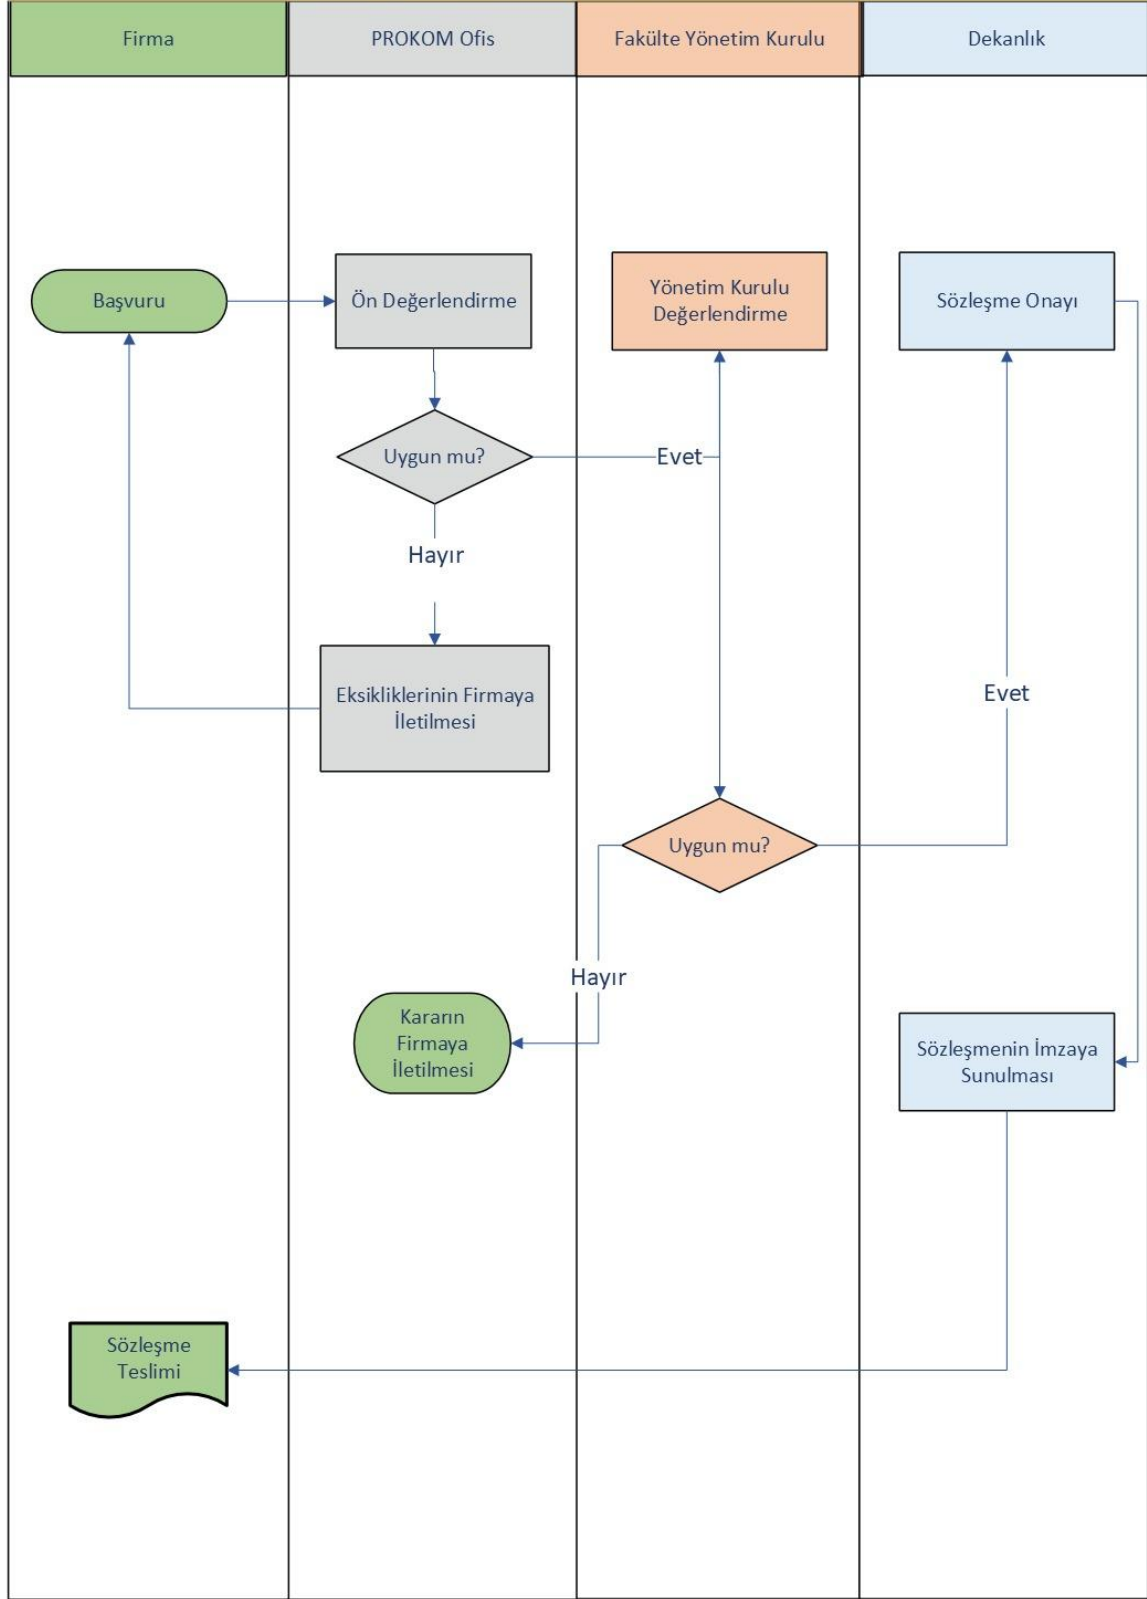 Firma
PROKOM Ofis
Fakülte Yönetim Kurulu
Dekanlık
Başvuru
Ön Değerlendirme
Yönetim Kurulu
Değerlendirme
Sözleşme Onayı
Uygun mu?
Evet
Hayır
Eksikliklerinin Firmaya
İletilmesi
Evet
Uygun mu?
Hayır
Kararın
Firmaya
İletilmesi
Sözleşmenin İmzaya
Sunulması
Sözleşme
Teslimi